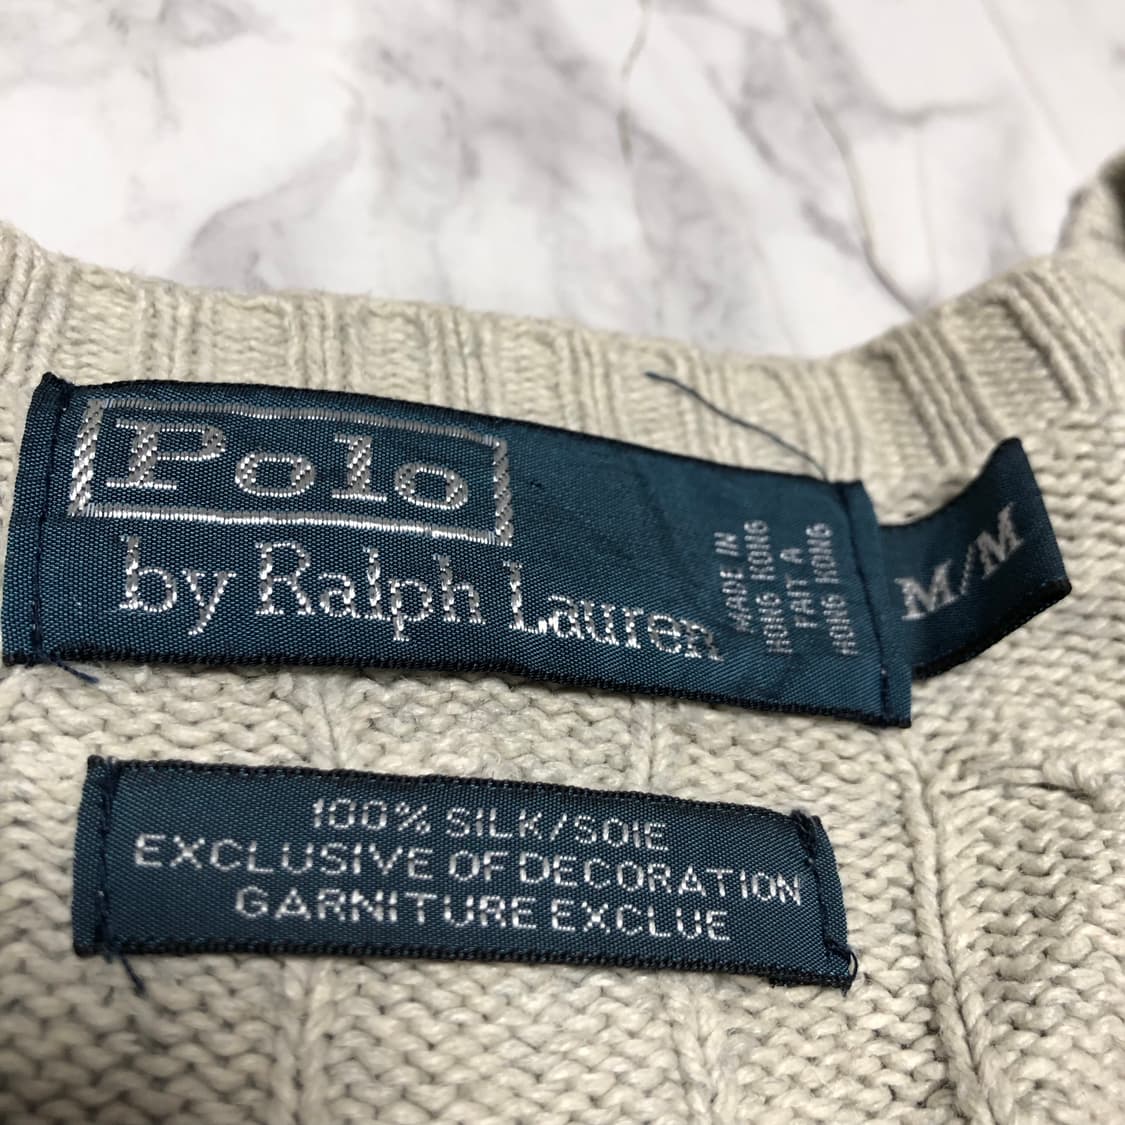 Polo
by Ralph Lauren
MADE IN
HONG KONG
FAIT A
HONG KONG
M/M
100% SILK/SOIE
EXCLUSIVE OF DECORATION
GARNITURE EXCLUE